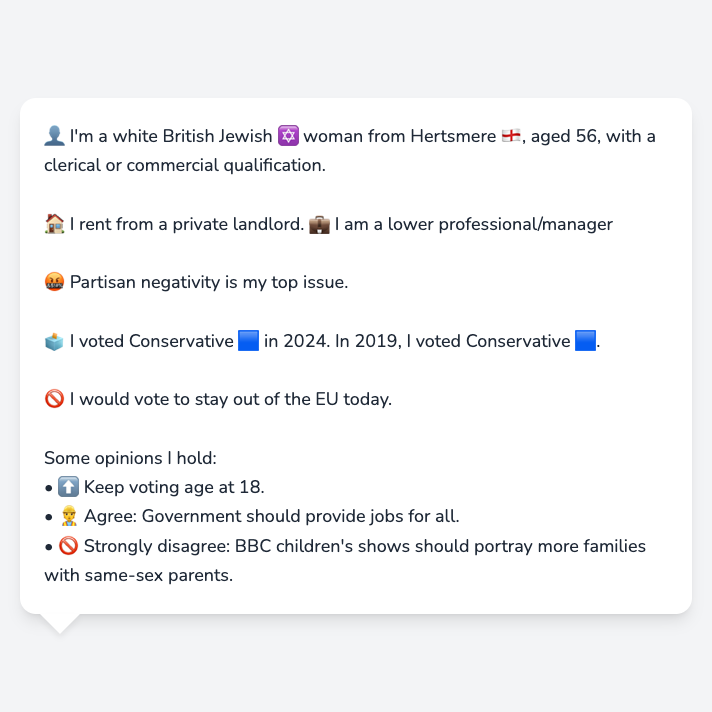 👤 I'm a white British Jewish ✡️ woman from Hertsmere 🏴󠁧󠁢󠁥󠁮󠁧󠁿, aged 56, with a
clerical or commercial qualification.
🏠 I rent from a private landlord. 💼 I am a lower professional/manager
🤬 Partisan negativity is my top issue.
🗳️ I voted Conservative 🟦 in 2024. In 2019, I voted Conservative 🟦.
🚫 I would vote to stay out of the EU today.
Some opinions I hold:
• ⬆️ Keep voting age at 18.
• 👷 Agree: Government should provide jobs for all.
• 🚫 Strongly disagree: BBC children's shows should portray more families
with same-sex parents.